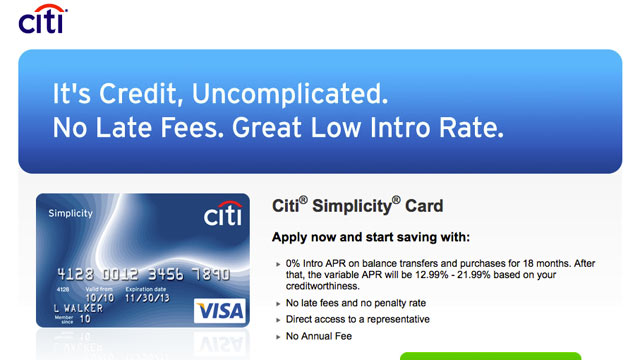 citi
It's Credit, Uncomplicated.
No Late Fees. Great Low Intro Rate.
Simplicity
citi
4128 0012 3456 7890
4128 Valid from Expiration date
10/10 11/30/13
L WALKER
Member
since 10
VISA
Citi® Simplicity® Card
Apply now and start saving with:
0% Intro APR on balance transfers and purchases for 18 months. After
that, the variable APR will be 12.99% - 21.99% based on your
creditworthiness.
No late fees and no penalty rate
Direct access to a representative
No Annual Fee